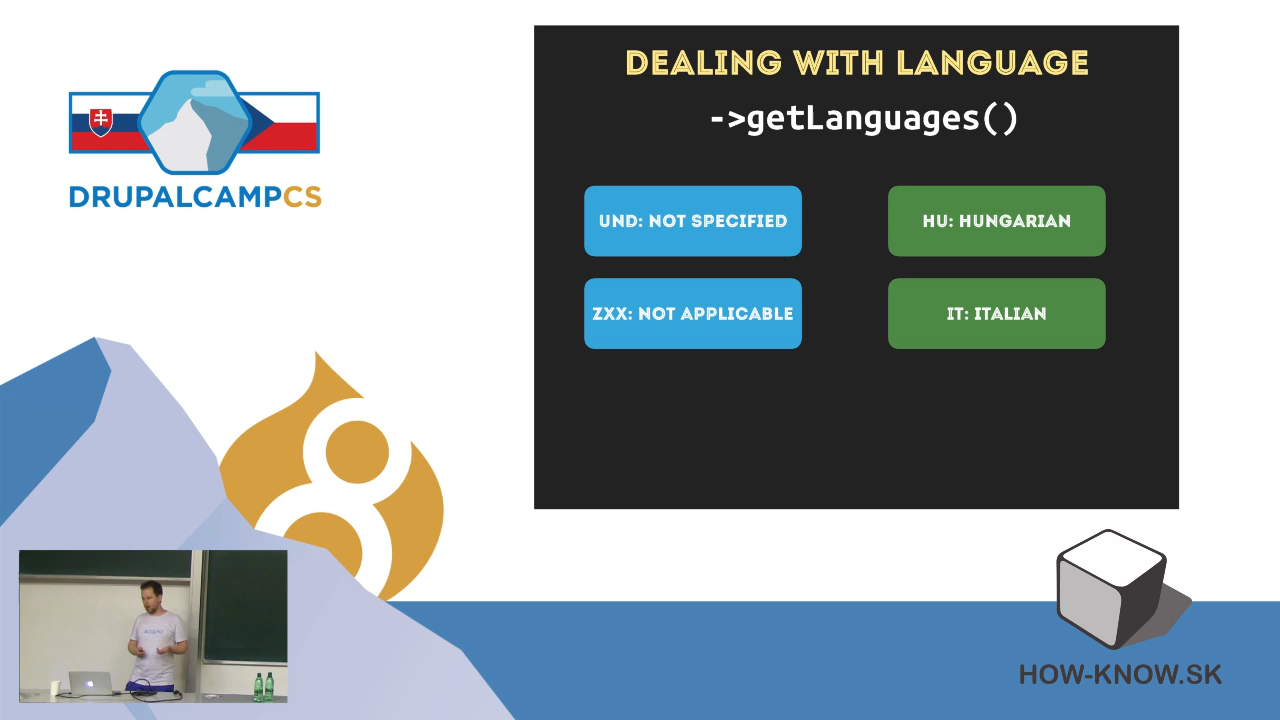 DRUPALCAMPCS
DEALING WITH LANGUAGE
->getLanguages()
UND: NOT SPECIFIED
HU: HUNGARIAN
ZXX: NOT APPLICABLE
IT: ITALIAN
HOW-KNOW.SK